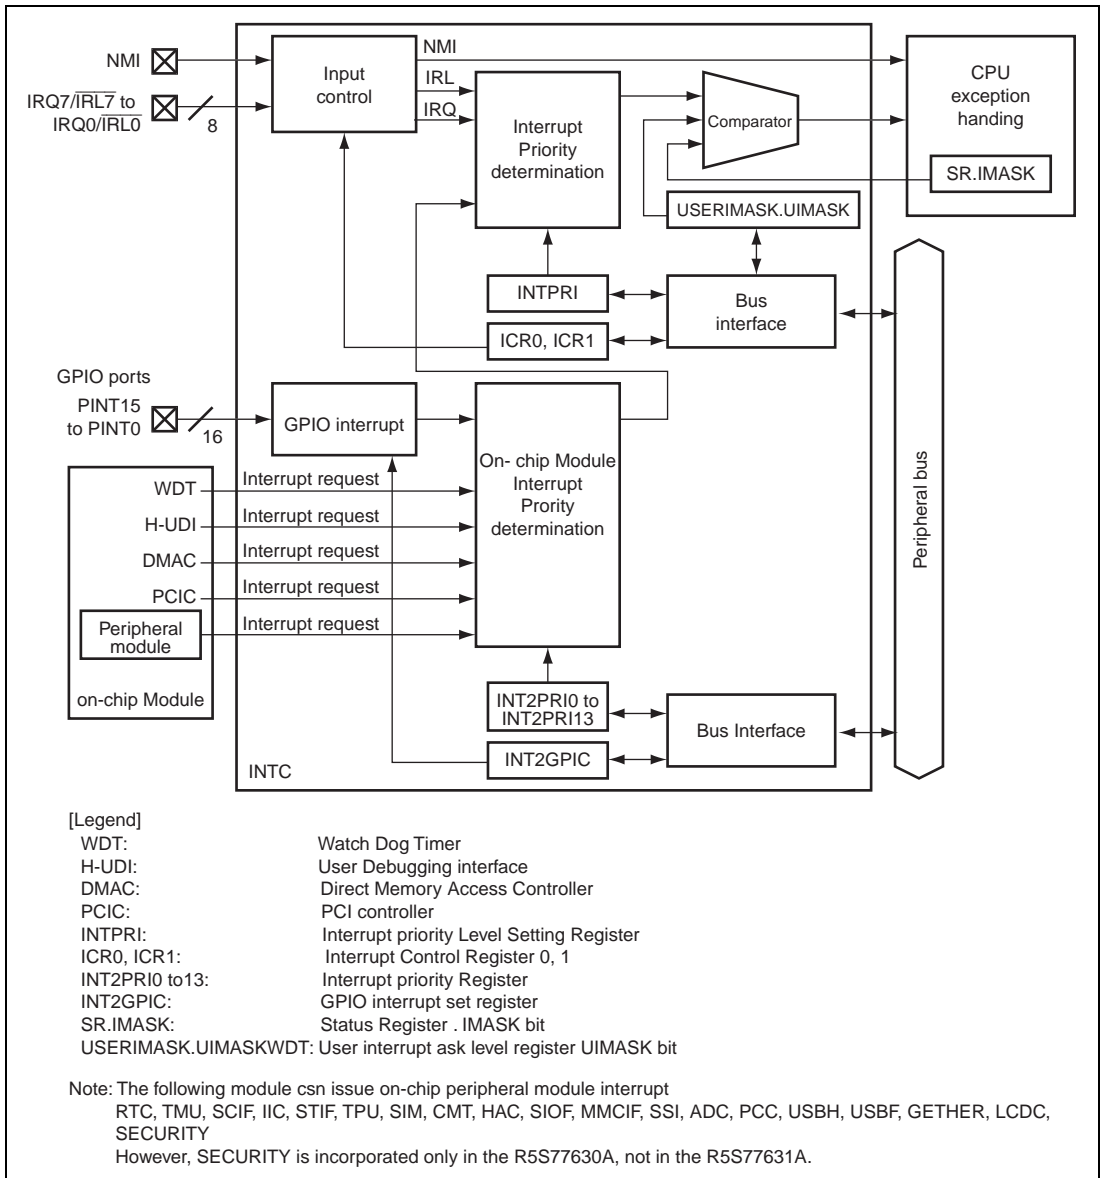 NMI
IRQ7/IRL7 to
IRQ0/IRL0
8
Input
control
NMI
IRL
IRQ
Interrupt
Priority
determination
Comparator
CPU
exception
handing
SR.IMASK
USERIMASK.UIMASK
INTPRI
ICR0, ICR1
Bus
interface
GPIO ports
PINT15
to PINT0
16
GPIO interrupt
On- chip Module
Interrupt
Prority
determination
WDT
Interrupt request
H-UDI
Interrupt request
DMAC
Interrupt request
PCIC
Interrupt request
Peripheral
module
Interrupt request
on-chip Module
INT2PRI0 to
INT2PRI13
INT2GPIC
Bus Interface
INTC
Peripheral bus
[Legend]
WDT: Watch Dog Timer
H-UDI: User Debugging interface
DMAC: Direct Memory Access Controller
PCIC: PCI controller
INTPRI: Interrupt priority Level Setting Register
ICR0, ICR1: Interrupt Control Register 0, 1
INT2PRI0 to13: Interrupt priority Register
INT2GPIC: GPIO interrupt set register
SR.IMASK: Status Register . IMASK bit
USERIMASK.UIMASKWDT: User interrupt ask level register UIMASK bit
Note: The following module csn issue on-chip peripheral module interrupt
RTC, TMU, SCIF, IIC, STIF, TPU, SIM, CMT, HAC, SIOF, MMCIF, SSI, ADC, PCC, USBH, USBF, GETHER, LCDC,
SECURITY
However, SECURITY is incorporated only in the R5S77630A, not in the R5S77631A.